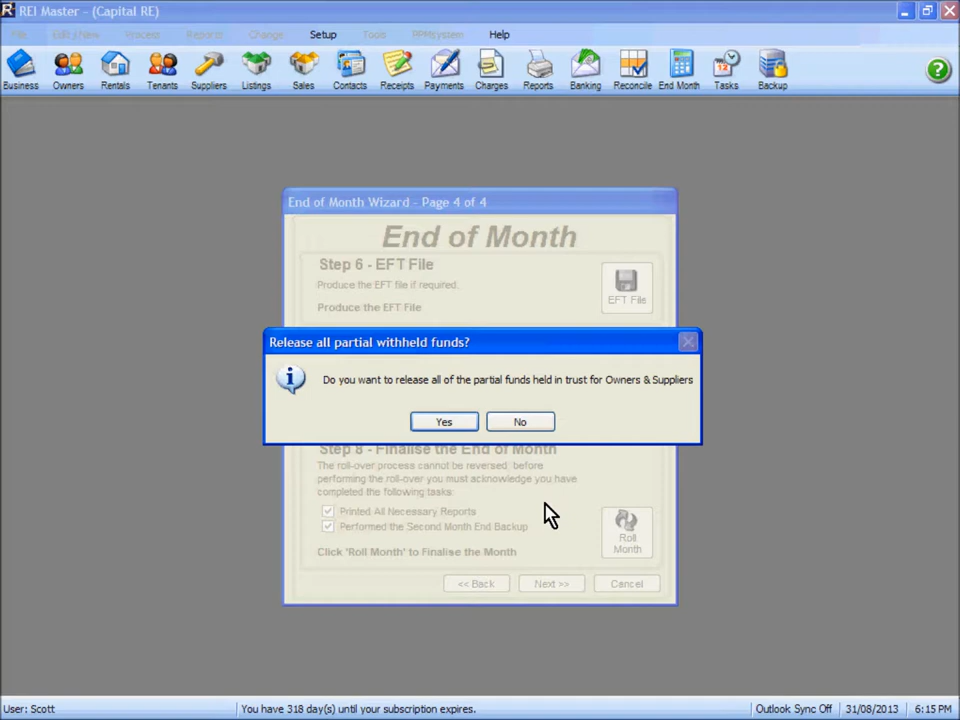 REI Master - (Capital RE)
File Edit / New Process Reports Change Setup Tools RPMsystem Help
Business Owners Rentals Tenants Suppliers Listings Sales Contacts Receipts Payments Charges Reports Banking Reconcile End Month Tasks Backup
End of Month Wizard - Page 4 of 4
End of Month
Step 6 - EFT File
Produce the EFT file if required.
EFT File
Produce the EFT File
Release all partial withheld funds?
Do you want to release all of the partial funds held in trust for Owners & Suppliers
Yes No
Step 8 - Finalise the End of Month
The roll-over process cannot be reversed, before
performing the roll-over you must acknowledge you have
completed the following tasks:
Printed All Necessary Reports
Performed the Second Month End Backup
Roll
Month
Click 'Roll Month' to Finalise the Month
<< Back Next >> Cancel
User: Scott You have 318 day(s) until your subscription expires. Outlook Sync Off 31/08/2013 6:15 PM